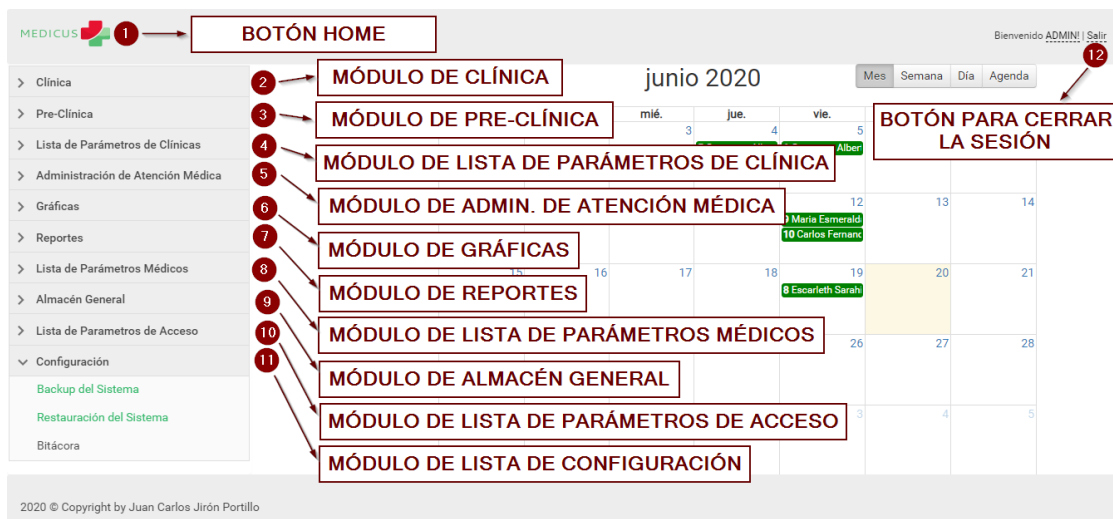 MEDICUS
1
BOTÓN HOME
Bienvenido ADMIN! | Salir
12
BOTÓN PARA CERRAR
LA SESIÓN
Clínica
Pre-Clínica
Lista de Parámetros de Clínicas
Administración de Atención Médica
Gráficas
Reportes
Lista de Parámetros Médicos
Almacén General
Lista de Parametros de Acceso
Configuración
Backup del Sistema
Restauración del Sistema
Bitácora
2
MÓDULO DE CLÍNICA
3
MÓDULO DE PRE-CLÍNICA
4
MÓDULO DE LISTA DE PARÁMETROS DE CLÍNICA
5
MÓDULO DE ADMIN. DE ATENCIÓN MÉDICA
6
MÓDULO DE GRÁFICAS
7
MÓDULO DE REPORTES
8
MÓDULO DE LISTA DE PARÁMETROS MÉDICOS
9
MÓDULO DE ALMACÉN GENERAL
10
MÓDULO DE LISTA DE PARÁMETROS DE ACCESO
11
MÓDULO DE LISTA DE CONFIGURACIÓN
junio 2020
Mes Semana Día Agenda
mié. jue. vie.
3 4 5
Alber
12 13 14
Maria Esmeralda
10 Carlos Fernanc
15 16 17 18 19 20 21
8 Escarleth Sarahi
26 27 28
3 4 5
2020 © Copyright by Juan Carlos Jirón Portillo